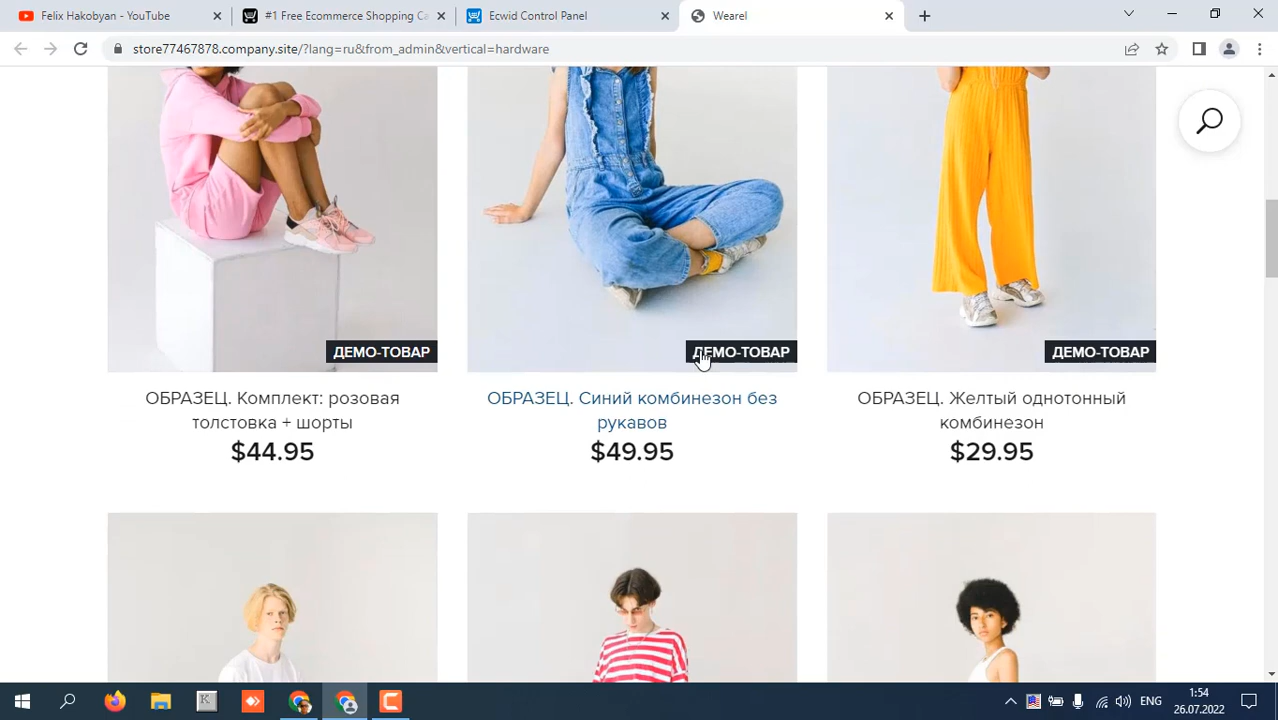 Felix Hakobyan - YouTube
#1 Free Ecommerce Shopping Ca
Ecwid Control Panel
Wearel
store77467878.company.site/?lang=ru&from_admin&vertical=hardware
ДЕМО-ТОВАР
ДЕМО-ТОВАР
ДЕМО-ТОВАР
ОБРАЗЕЦ. Комплект: розовая
толстовка + шорты
$44.95
ОБРАЗЕЦ. Синий комбинезон без
рукавов
$49.95
ОБРАЗЕЦ. Желтый однотонный
комбинезон
$29.95
ENG
1:54
26.07.2022